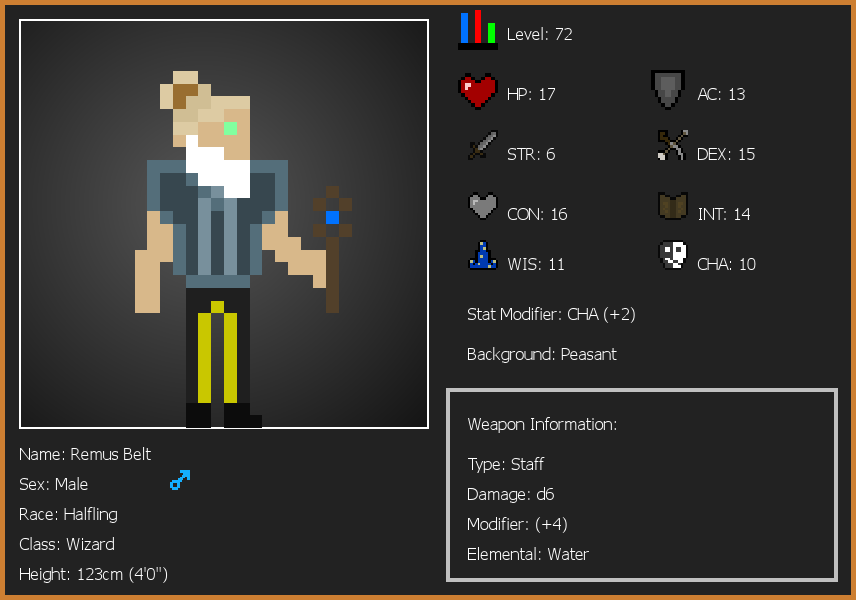 Level: 72
HP: 17
AC: 13
STR: 6
DEX: 15
CON: 16
INT: 14
WIS: 11
CHA: 10
Stat Modifier: CHA (+2)
Background: Peasant
Weapon Information:
Type: Staff
Damage: d6
Modifier: (+4)
Elemental: Water
Name: Remus Belt
Sex: Male
Race: Halfling
Class: Wizard
Height: 123cm (4'0")